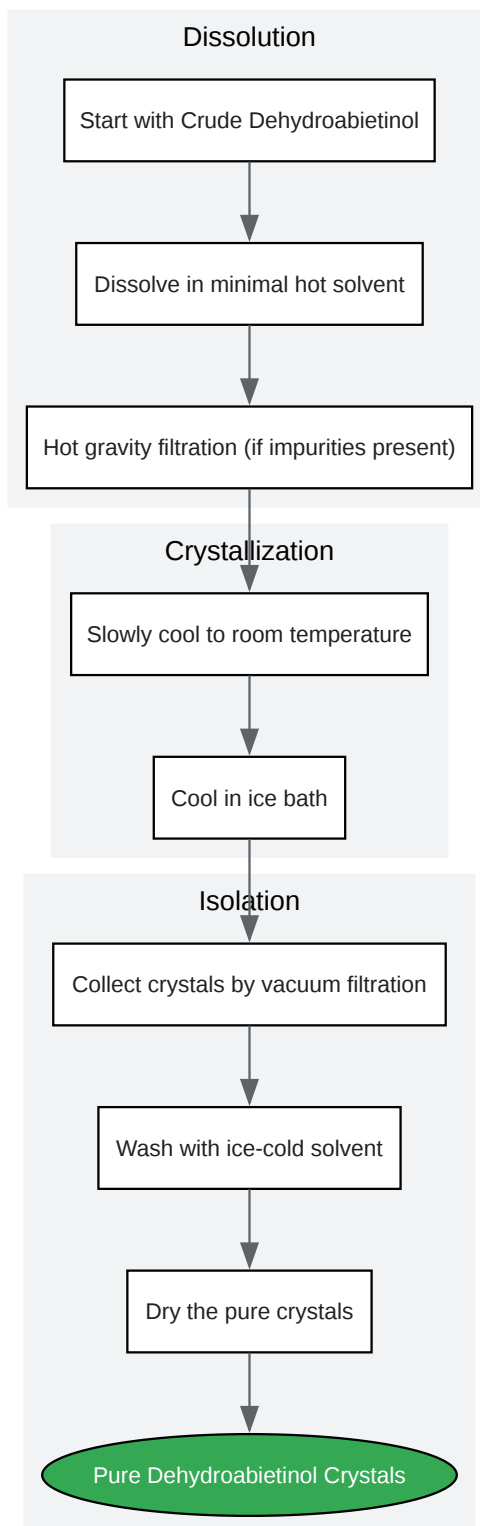 Dissolution
Start with Crude Dehydroabietinol
Dissolve in minimal hot solvent
Hot gravity filtration (if impurities present)
Crystallization
Slowly cool to room temperature
Cool in ice bath
Isolation
Collect crystals by vacuum filtration
Wash with ice-cold solvent
Dry the pure crystals
Pure Dehydroabietinol Crystals